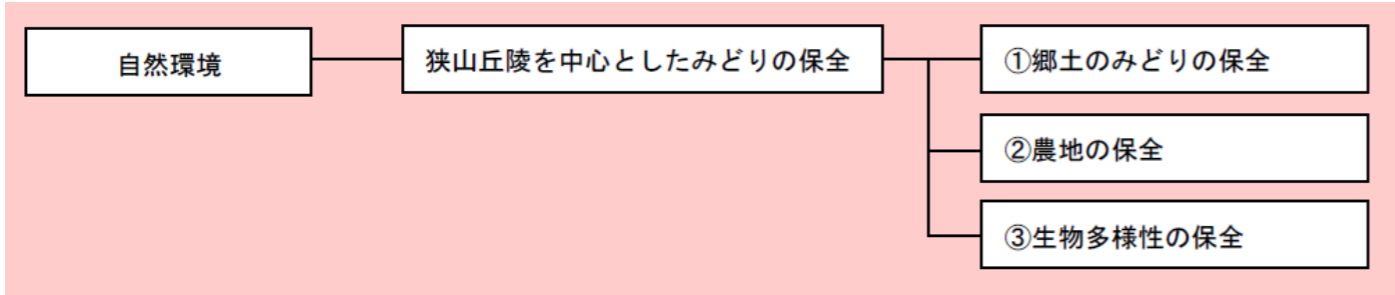 自然環境
狭山丘陵を中心としたみどりの保全
①郷土のみどりの保全
②農地の保全
③生物多様性の保全